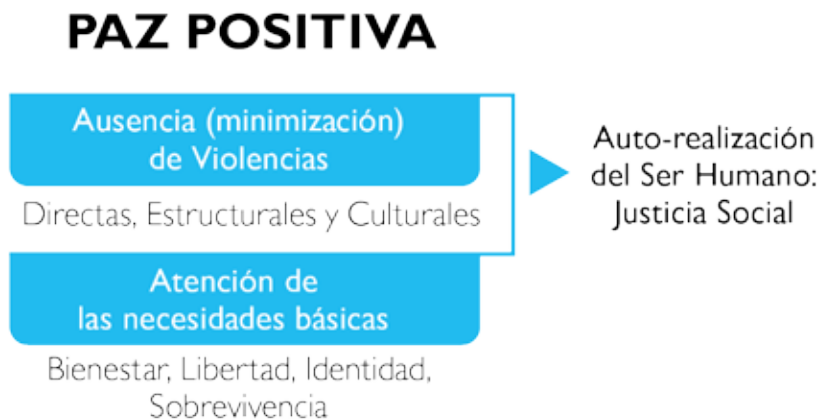 PAZ POSITIVA
Ausencia (minimización)
de Violencias
Directas, Estructurales y Culturales
Atención de
las necesidades básicas
Bienestar, Libertad, Identidad,
Sobrevivencia
Auto-realización
del Ser Humano:
Justicia Social